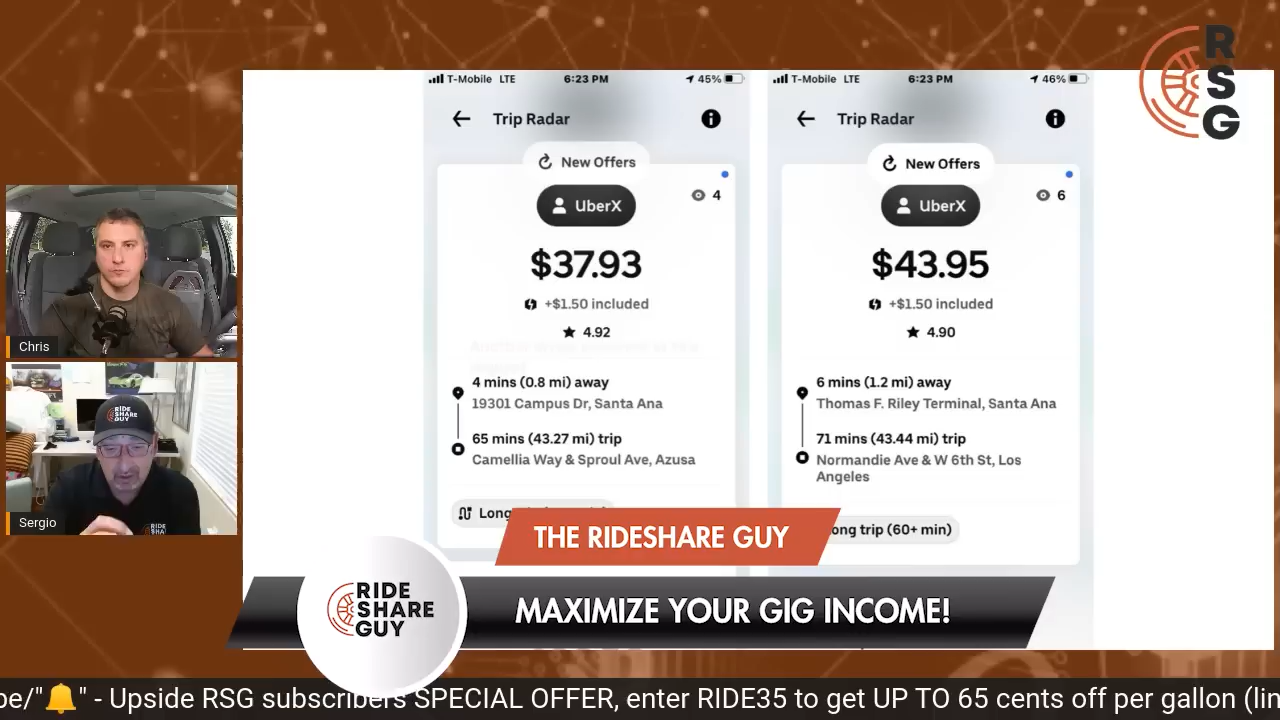 T-Mobile LTE 6:23 PM 45%
Trip Radar
New Offers
UberX
4
$37.93
+$1.50 included
4.92
4 mins (0.8 mi) away
19301 Campus Dr, Santa Ana
65 mins (43.27 mi) trip
Camellia Way & Sproul Ave, Azusa
Long
T-Mobile LTE 6:23 PM 46%
Trip Radar
New Offers
UberX
6
$43.95
+$1.50 included
4.90
6 mins (1.2 mi) away
Thomas F. Riley Terminal, Santa Ana
71 mins (43.44 mi) trip
Normandie Ave & W 6th St, Los
Angeles
ong trip (60+ min)
RSG
Chris
RIDE
SHARE
GUY
Sergio
THE RIDESHARE GUY
RIDE
SHARE
GUY
MAXIMIZE YOUR GIG INCOME!
be/"🔔" - Upside RSG subscribers SPECIAL OFFER, enter RIDE35 to get UP TO 65 cents off per gallon (lin